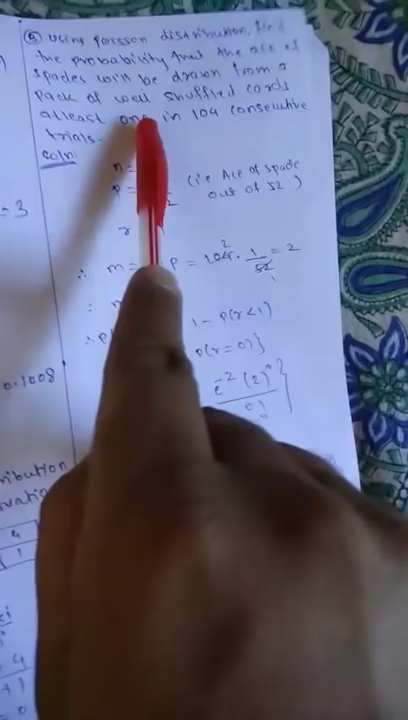 ⑤ Using Poisson distribution, find
the probability that the ace of
spades will be drawn from a
pack of well shuffled cards
atleast one in 104 consecutive
trials.
Soln:
n=
(i.e Ace of spade
P=
out of 52)
r
= 3
∴ m = P = 104. 2 1/52 = 2
∴
1 - P(r<1)
∴ P(
P(r=0)}
0.1008
e^-2 (2)^0}
0!
ribution
4
1